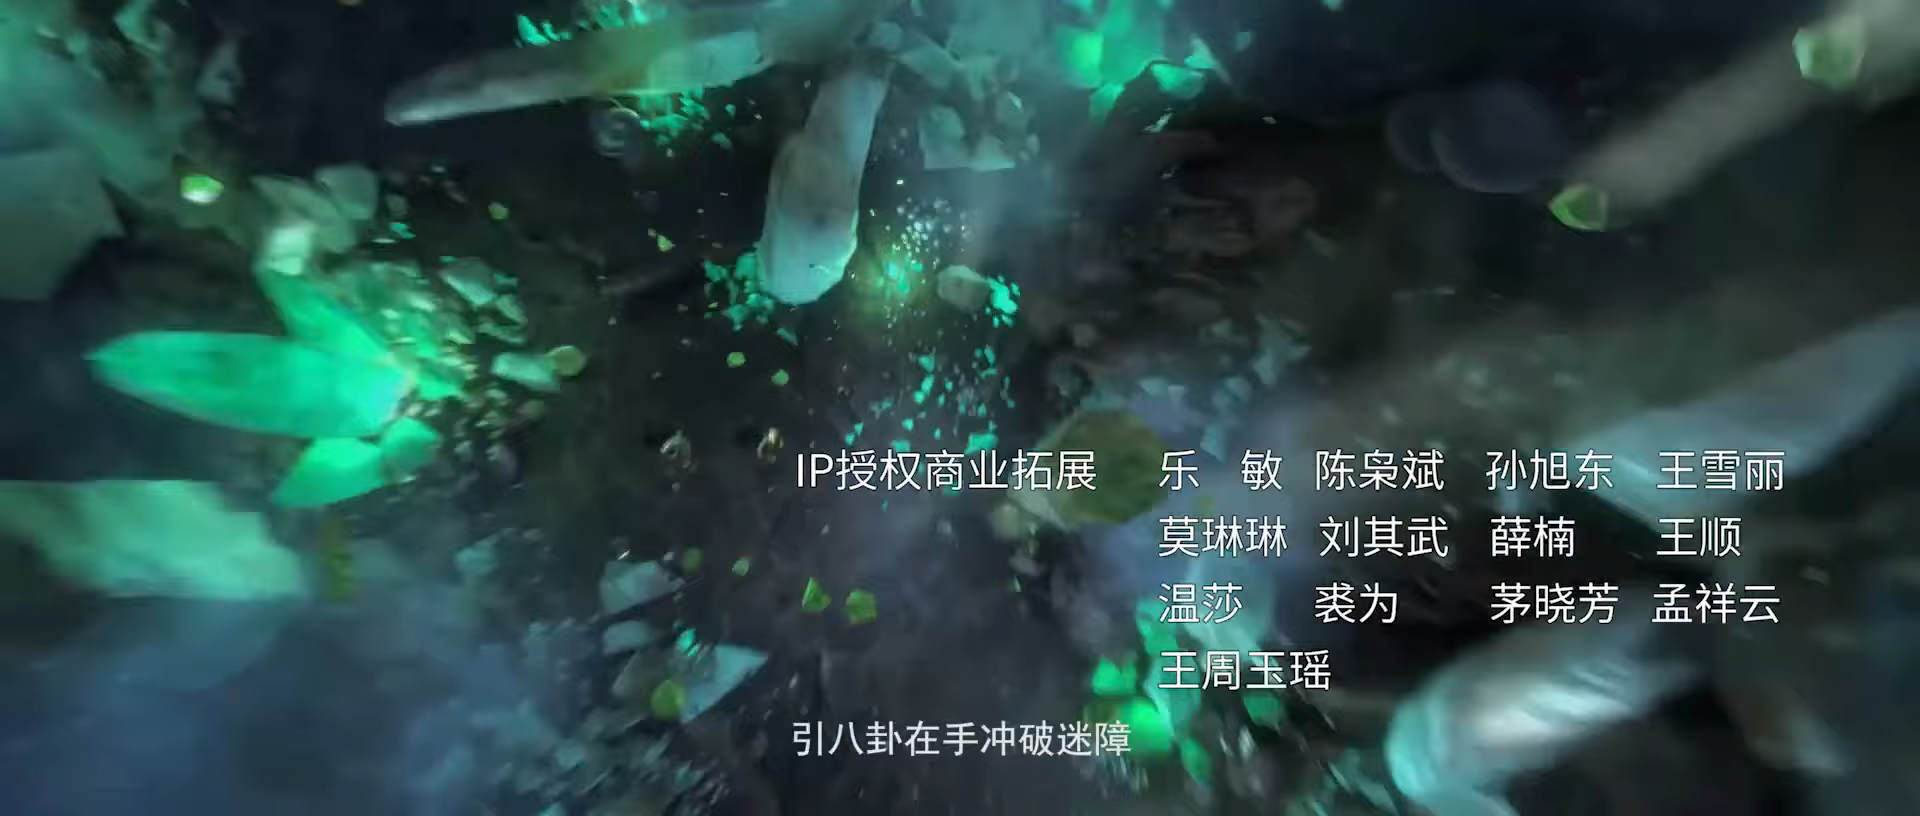 IP授权商业拓展 乐 敏 陈枭斌 孙旭东 王雪丽
莫琳琳 刘其武 薛楠 王顺
温莎 裘为 茅晓芳 孟祥云
王周玉瑶
引八卦在手冲破迷障